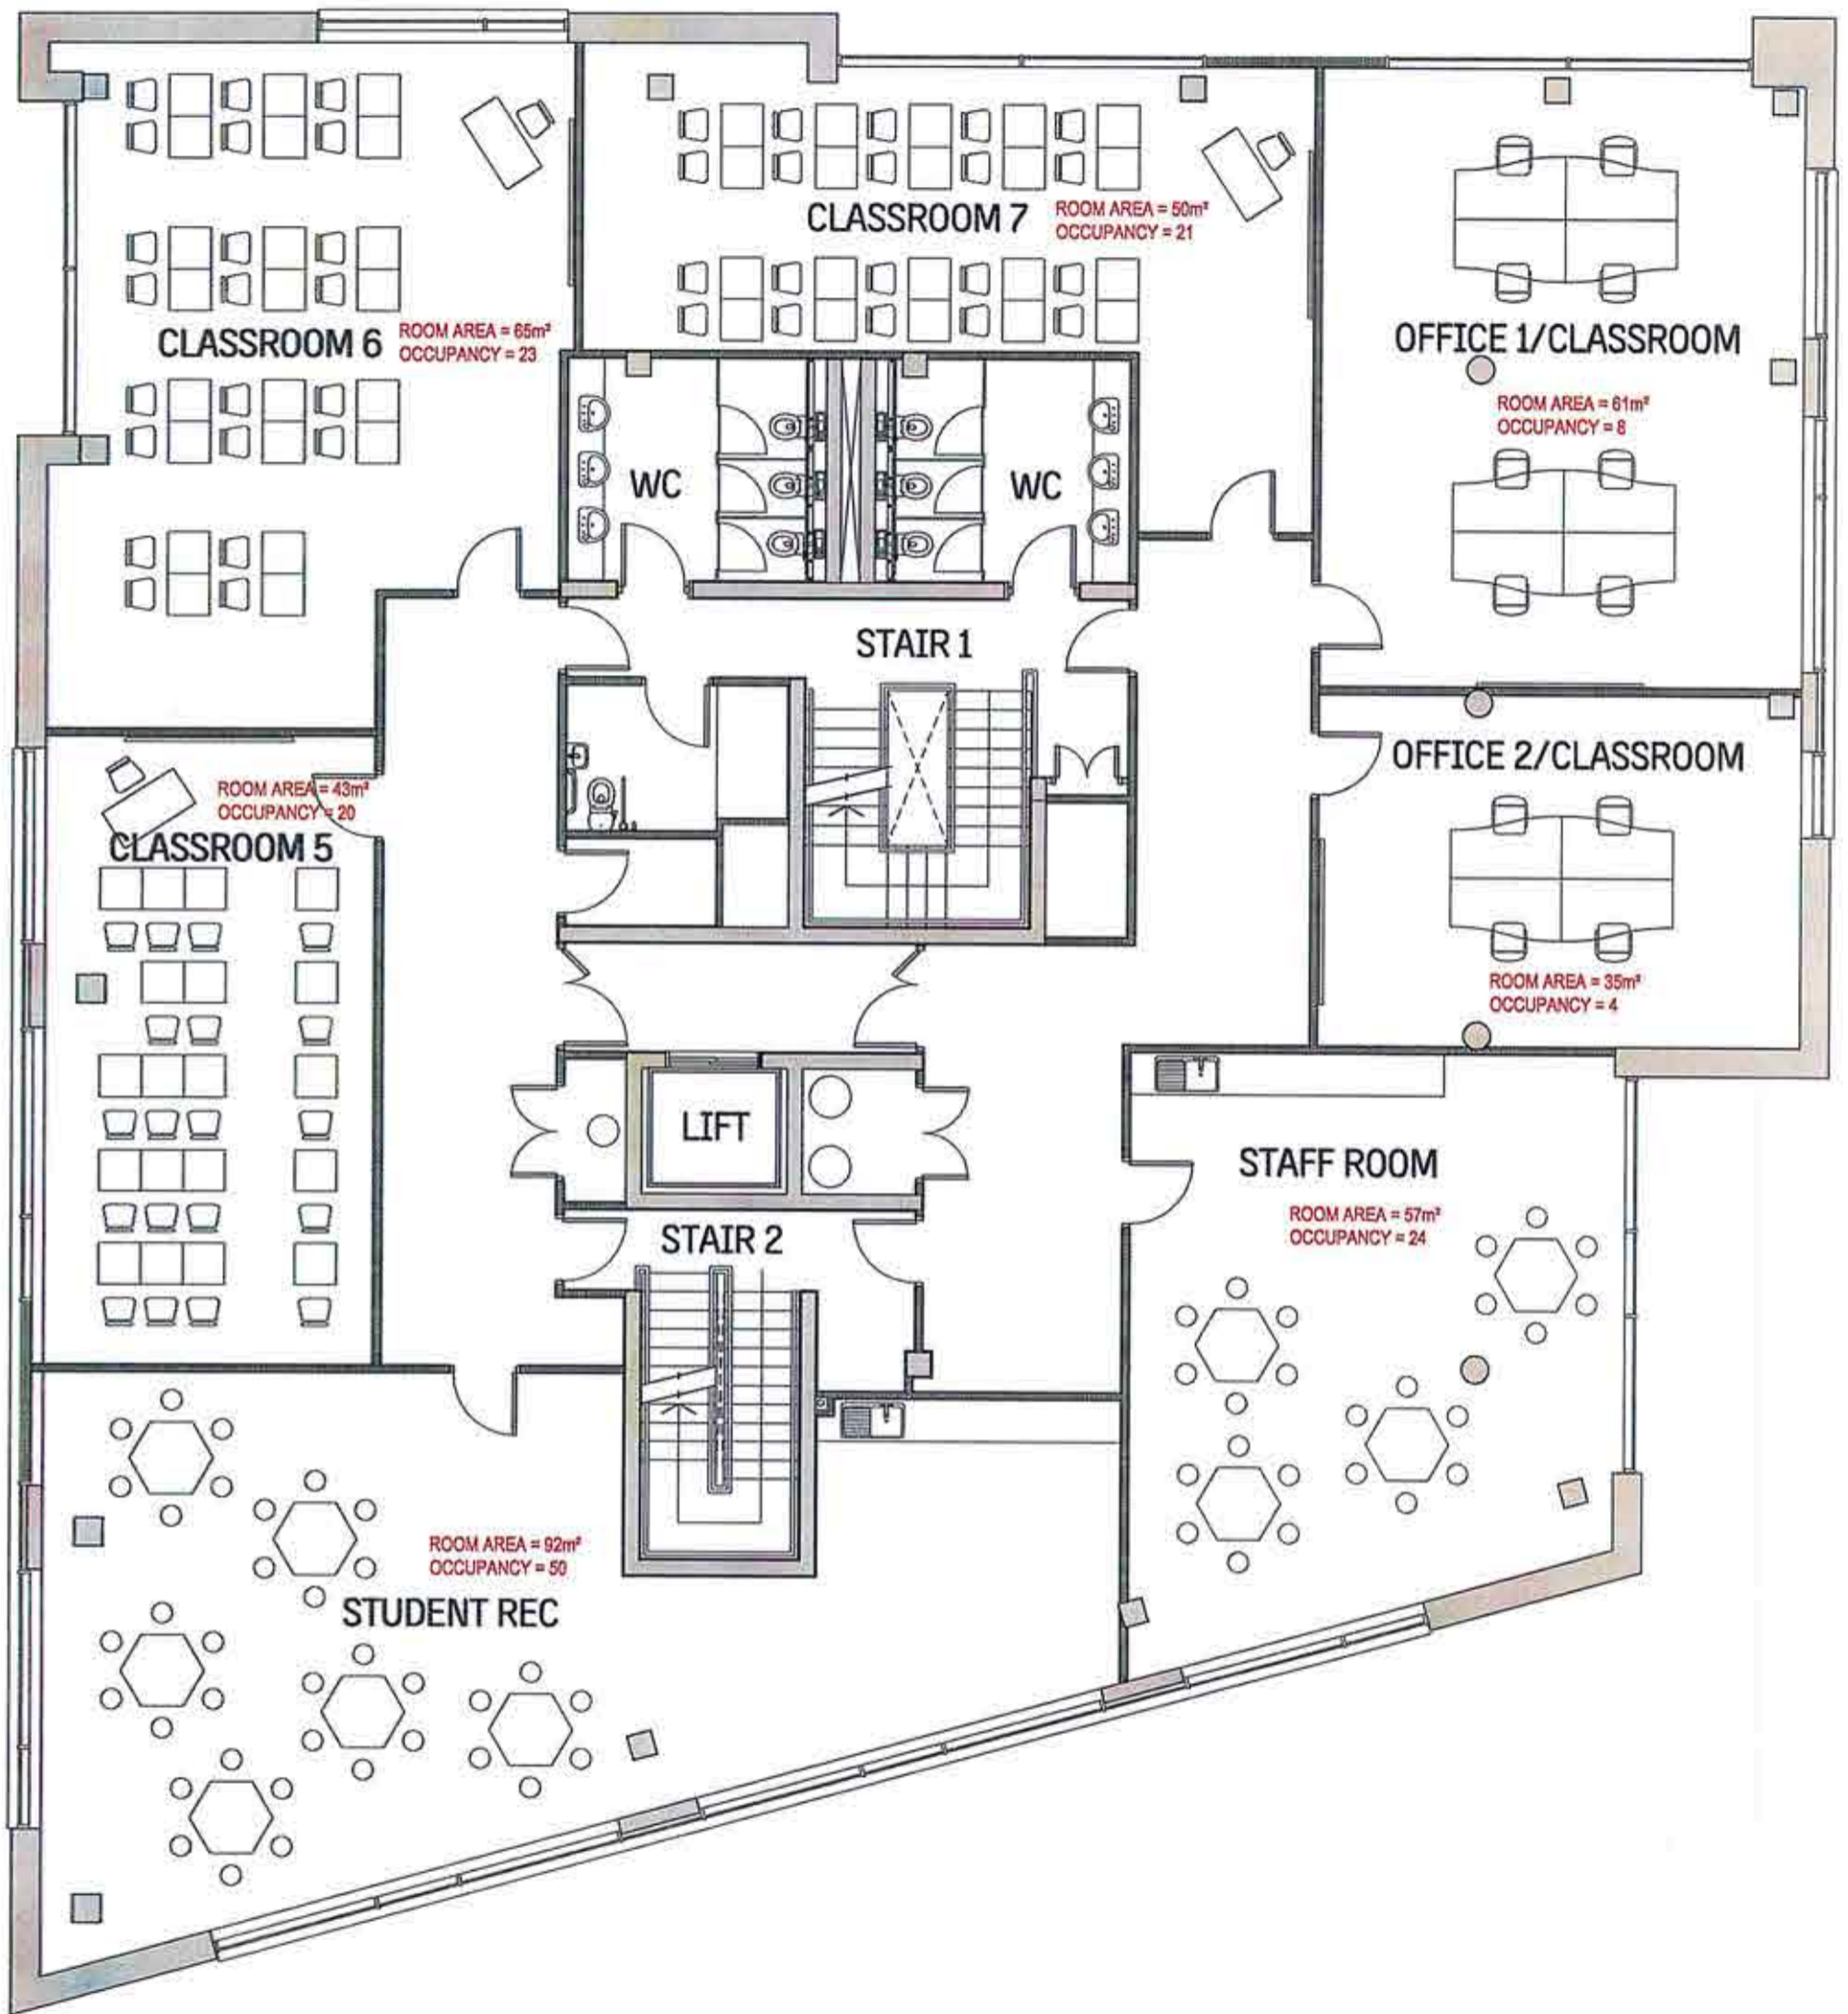 CLASSROOM 7
ROOM AREA = 50m²
OCCUPANCY = 21
CLASSROOM 6
ROOM AREA = 65m²
OCCUPANCY = 23
OFFICE 1/CLASSROOM
ROOM AREA = 61m²
OCCUPANCY = 8
WC
WC
STAIR 1
OFFICE 2/CLASSROOM
ROOM AREA = 35m²
OCCUPANCY = 4
ROOM AREA = 43m²
OCCUPANCY = 20
CLASSROOM 5
LIFT
STAFF ROOM
ROOM AREA = 57m²
OCCUPANCY = 24
STAIR 2
ROOM AREA = 92m²
OCCUPANCY = 50
STUDENT REC